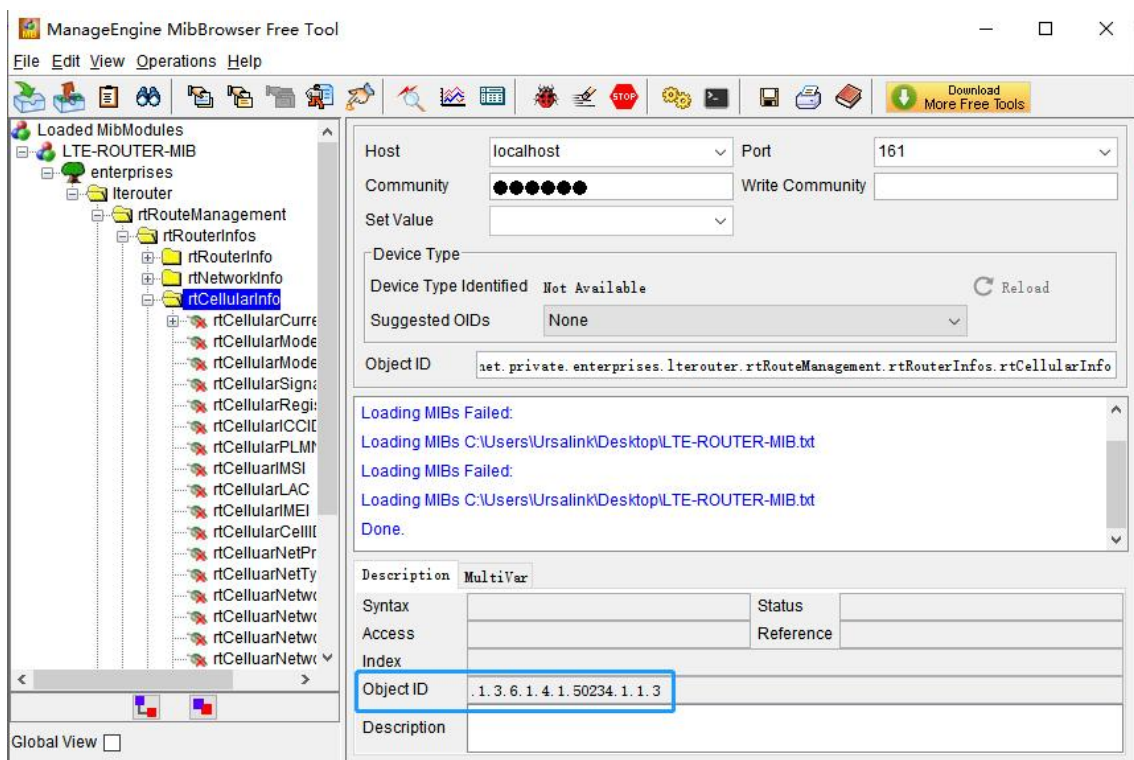 ManageEngine MibBrowser Free Tool
File Edit View Operations Help
STOP
Download
More Free Tools
Loaded MibModules
LTE-ROUTER-MIB
enterprises
lterouter
rtRouteManagement
rtRouterInfos
rtRouterInfo
rtNetworkInfo
rtCellularInfo
rtCellularCurre
rtCellularMode
rtCellularMode
rtCellularSigna
rtCellularRegis
rtCellularICCID
rtCellularPLMN
rtCelluarIMSI
rtCellularLAC
rtCellularIMEI
rtCellularCellID
rtCelluarNetPr
rtCelluarNetTy
rtCelluarNetwo
rtCelluarNetwo
rtCelluarNetwo
rtCelluarNetwo
Global View
Host localhost Port 161
Community ●●●●●● Write Community
Set Value
Device Type
Device Type Identified Not Available Reload
Suggested OIDs None
Object ID net.private.enterprises.lterouter.rtRouteManagement.rtRouterInfos.rtCellularInfo
Loading MIBs Failed:
Loading MIBs C:\Users\Ursalink\Desktop\LTE-ROUTER-MIB.txt
Loading MIBs Failed:
Loading MIBs C:\Users\Ursalink\Desktop\LTE-ROUTER-MIB.txt
Done.
Description MultiVar
Syntax Status
Access Reference
Index
Object ID .1.3.6.1.4.1.50234.1.1.3
Description